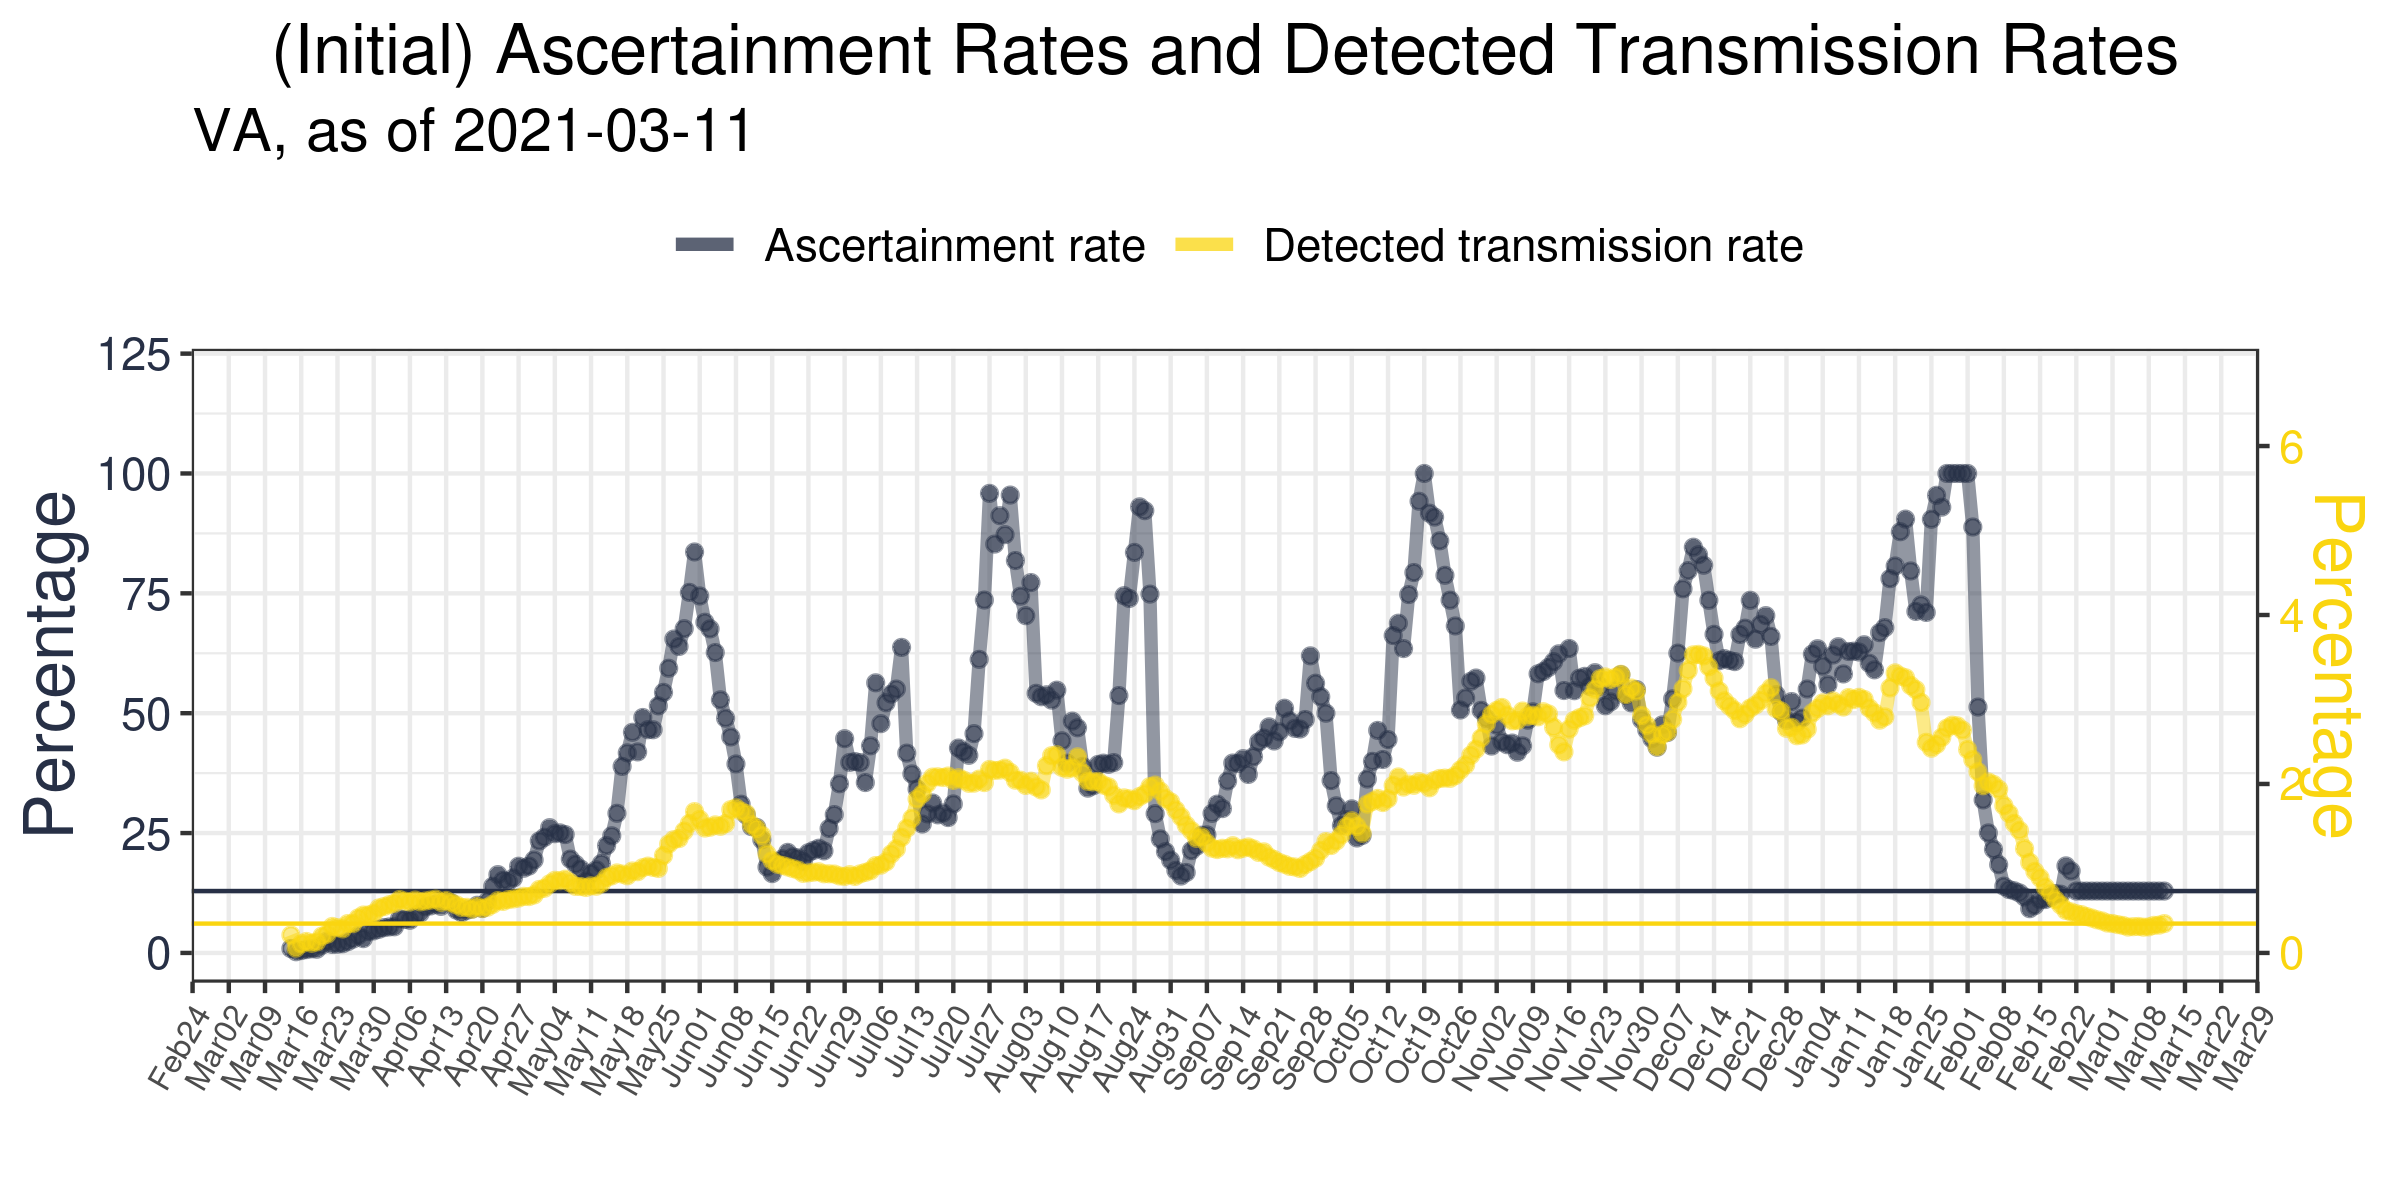 (Initial) Ascertainment Rates and Detected Transmission Rates
VA, as of 2021-03-11
Ascertainment rate
Detected transmission rate
Percentage
125
100
75
50
25
0
6
4
2
0
Percentage
Feb24
Mar02
Mar09
Mar16
Mar23
Mar30
Apr06
Apr13
Apr20
Apr27
May04
May11
May18
May25
Jun01
Jun08
Jun15
Jun22
Jun29
Jul06
Jul13
Jul20
Jul27
Aug03
Aug10
Aug17
Aug24
Aug31
Sep07
Sep14
Sep21
Sep28
Oct05
Oct12
Oct19
Oct26
Nov02
Nov09
Nov16
Nov23
Nov30
Dec07
Dec14
Dec21
Dec28
Jan04
Jan11
Jan18
Jan25
Feb01
Feb08
Feb15
Feb22
Mar01
Mar08
Mar15
Mar22
Mar29